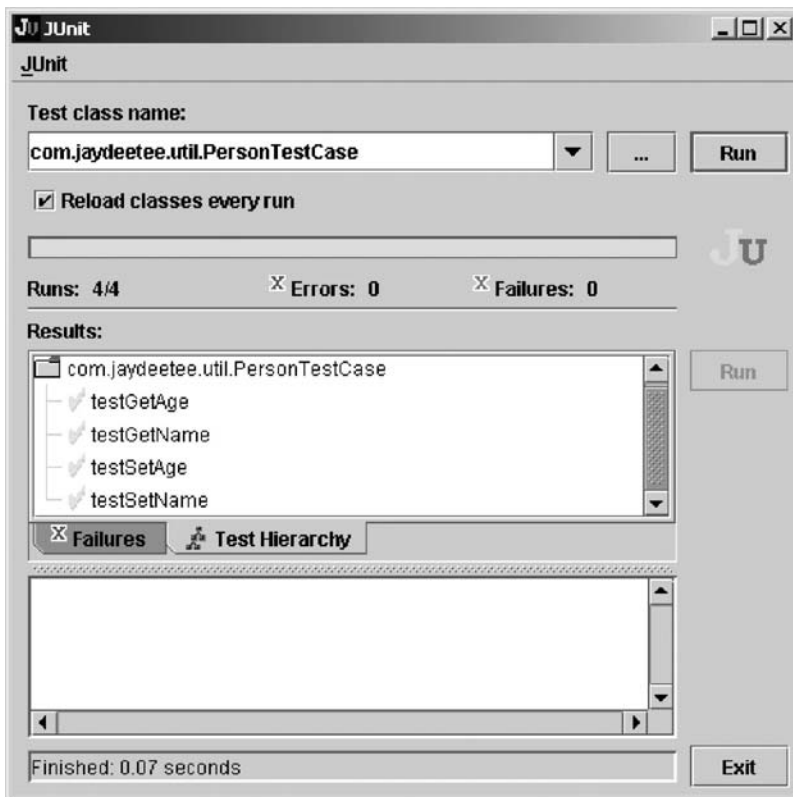 JU JUnit
JUnit
Test class name:
com.jaydeetee.util.PersonTestCase
...
Run
Reload classes every run
JU
Runs: 4/4 X Errors: 0 X Failures: 0
Results:
com.jaydeetee.util.PersonTestCase
Run
testGetAge
testGetName
testSetAge
testSetName
X Failures Test Hierarchy
Finished: 0.07 seconds
Exit